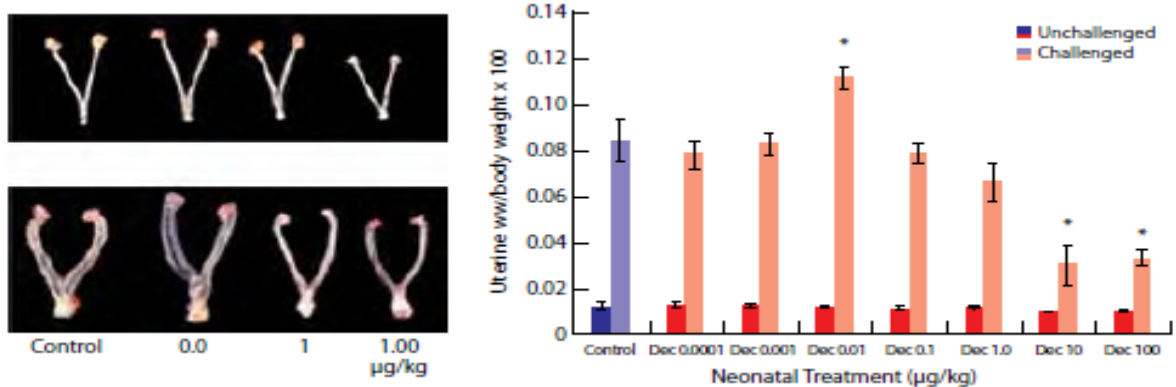 Control 0.0 1 1.00
µg/kg
Uterine ww/body weight x 100
0.14
0.12
0.10
0.08
0.06
0.04
0.02
0
Unchallenged
Challenged
*
*
*
Control Dec 0.0001 Dec 0.001 Dec 0.01 Dec 0.1 Dec 1.0 Dec 10 Dec 100
Neonatal Treatment (µg/kg)